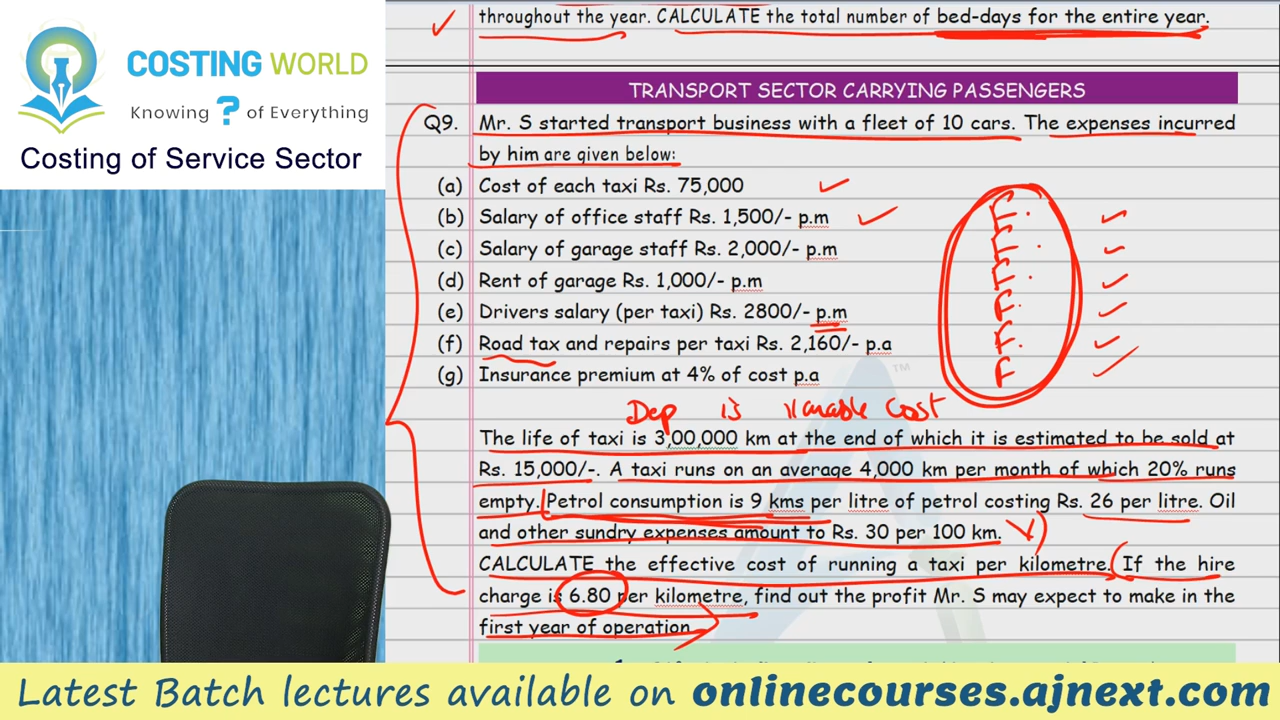 throughout the year. CALCULATE the total number of bed-days for the entire year.
COSTING WORLD
Knowing ? of Everything
Costing of Service Sector
TRANSPORT SECTOR CARRYING PASSENGERS
Q9. Mr. S started transport business with a fleet of 10 cars. The expenses incurred
by him are given below:
(a) Cost of each taxi Rs. 75,000
(b) Salary of office staff Rs. 1,500/- p.m
(c) Salary of garage staff Rs. 2,000/- p.m
(d) Rent of garage Rs. 1,000/- p.m
(e) Drivers salary (per taxi) Rs. 2800/- p.m
(f) Road tax and repairs per taxi Rs. 2,160/- p.a
(g) Insurance premium at 4% of cost p.a
F.
F.
F.
F.
F.
F
TM
Dep is variable cost
The life of taxi is 3,00,000 km at the end of which it is estimated to be sold at
Rs. 15,000/-. A taxi runs on an average 4,000 km per month of which 20% runs
empty. Petrol consumption is 9 kms per litre of petrol costing Rs. 26 per litre. Oil
and other sundry expenses amount to Rs. 30 per 100 km.
CALCULATE the effective cost of running a taxi per kilometre. If the hire
charge is 6.80 per kilometre, find out the profit Mr. S may expect to make in the
first year of operation.
Latest Batch lectures available on onlinecourses.ajnext.com